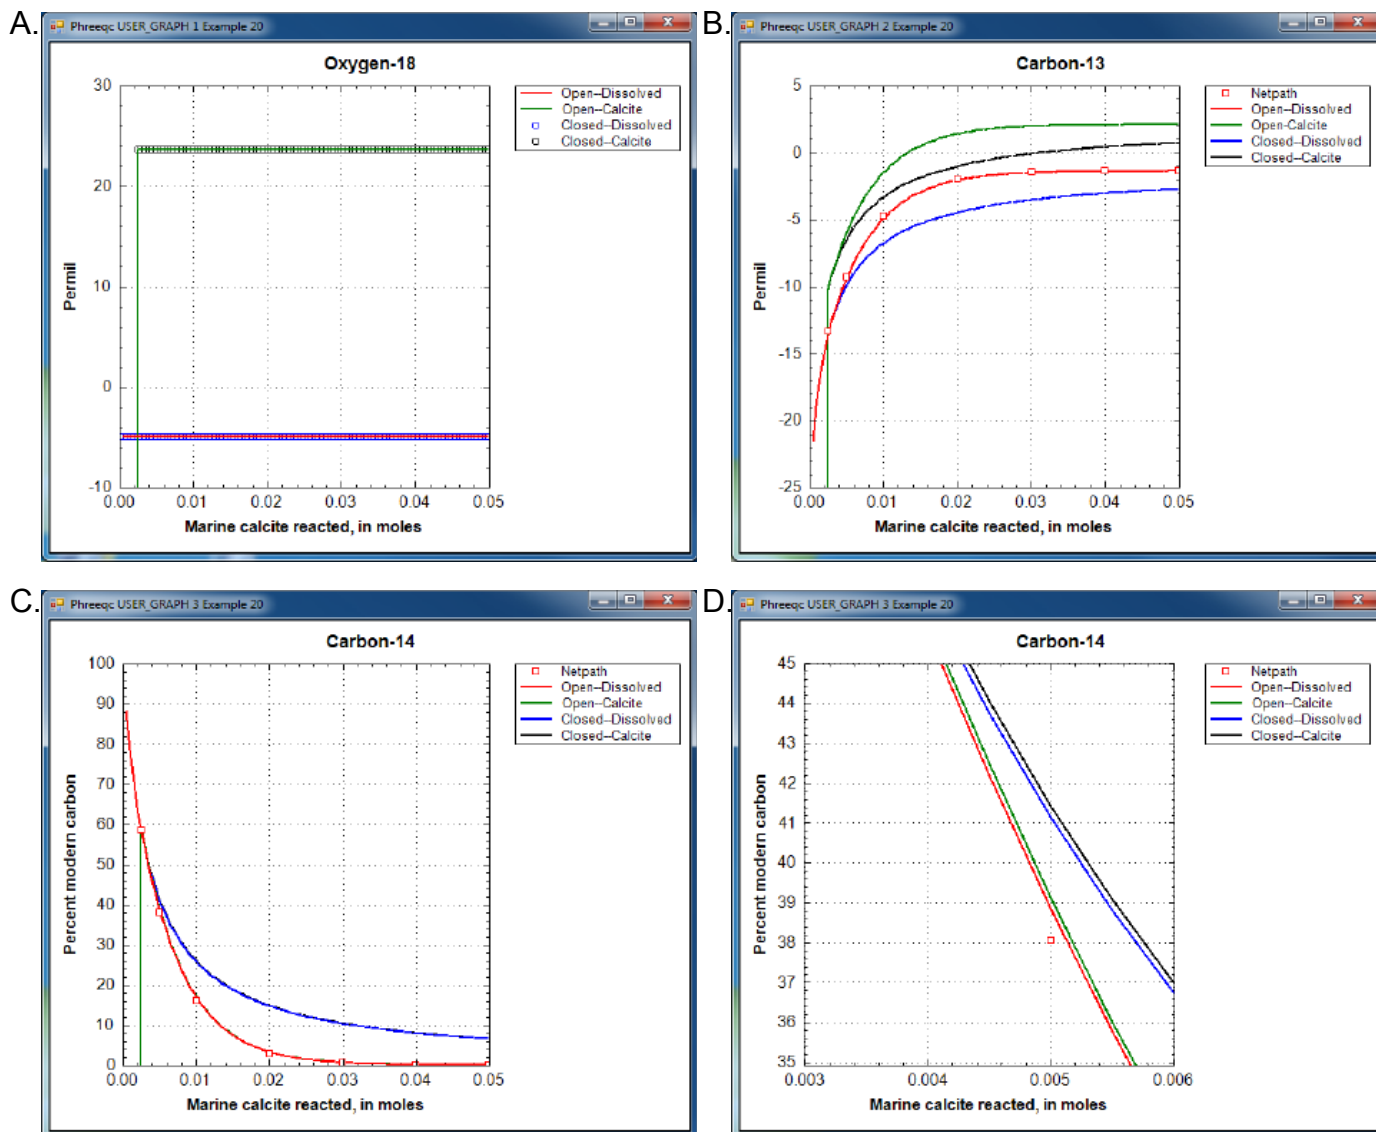 A.
Phreeqc USER_GRAPH 1 Example 20
Oxygen-18
30
20
10
0
-10
Permil
0.00 0.01 0.02 0.03 0.04 0.05
Marine calcite reacted, in moles
Open--Dissolved
Open--Calcite
Closed--Dissolved
Closed--Calcite
B.
Phreeqc USER_GRAPH 2 Example 20
Carbon-13
5
0
-5
-10
-15
-20
-25
Permil
0.00 0.01 0.02 0.03 0.04 0.05
Marine calcite reacted, in moles
Netpath
Open--Dissolved
Open-Calcite
Closed--Dissolved
Closed--Calcite
C.
Phreeqc USER_GRAPH 3 Example 20
Carbon-14
100
90
80
70
60
50
40
30
20
10
0
Percent modern carbon
0.00 0.01 0.02 0.03 0.04 0.05
Marine calcite reacted, in moles
Netpath
Open--Dissolved
Open--Calcite
Closed--Dissolved
Closed--Calcite
D.
Phreeqc USER_GRAPH 3 Example 20
Carbon-14
45
44
43
42
41
40
39
38
37
36
35
Percent modern carbon
0.003 0.004 0.005 0.006
Marine calcite reacted, in moles
Netpath
Open--Dissolved
Open--Calcite
Closed--Dissolved
Closed--Calcite